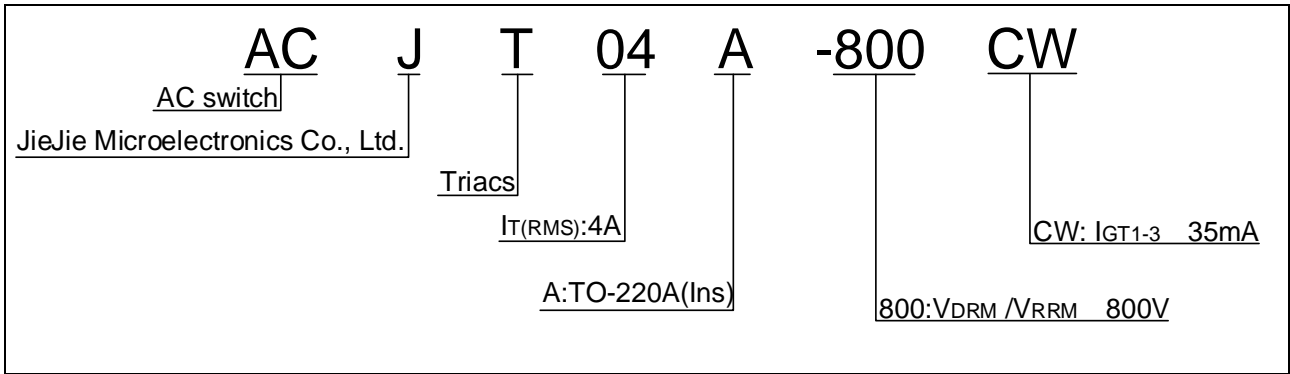 AC J T 04 A -800 CW
AC switch
JieJie Microelectronics Co., Ltd.
Triacs
IT(RMS):4A
CW: IGT1-3 35mA
A:TO-220A(Ins)
800:VDRM /VRRM 800V